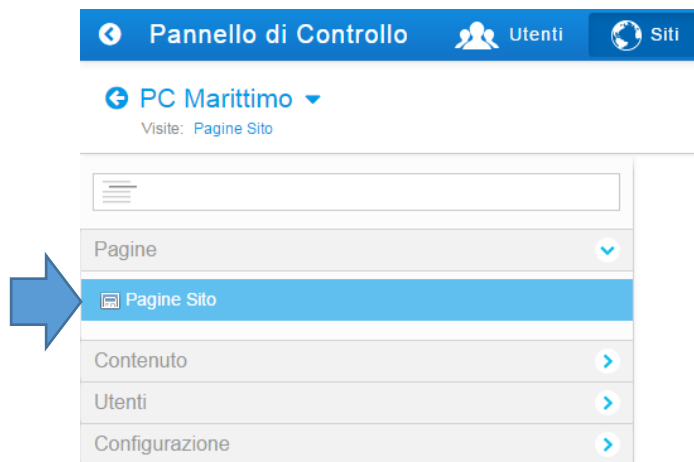 Pannello di Controllo Utenti Siti
PC Marittimo
Visite: Pagine Sito
Pagine
Pagine Sito
Contenuto
Utenti
Configurazione